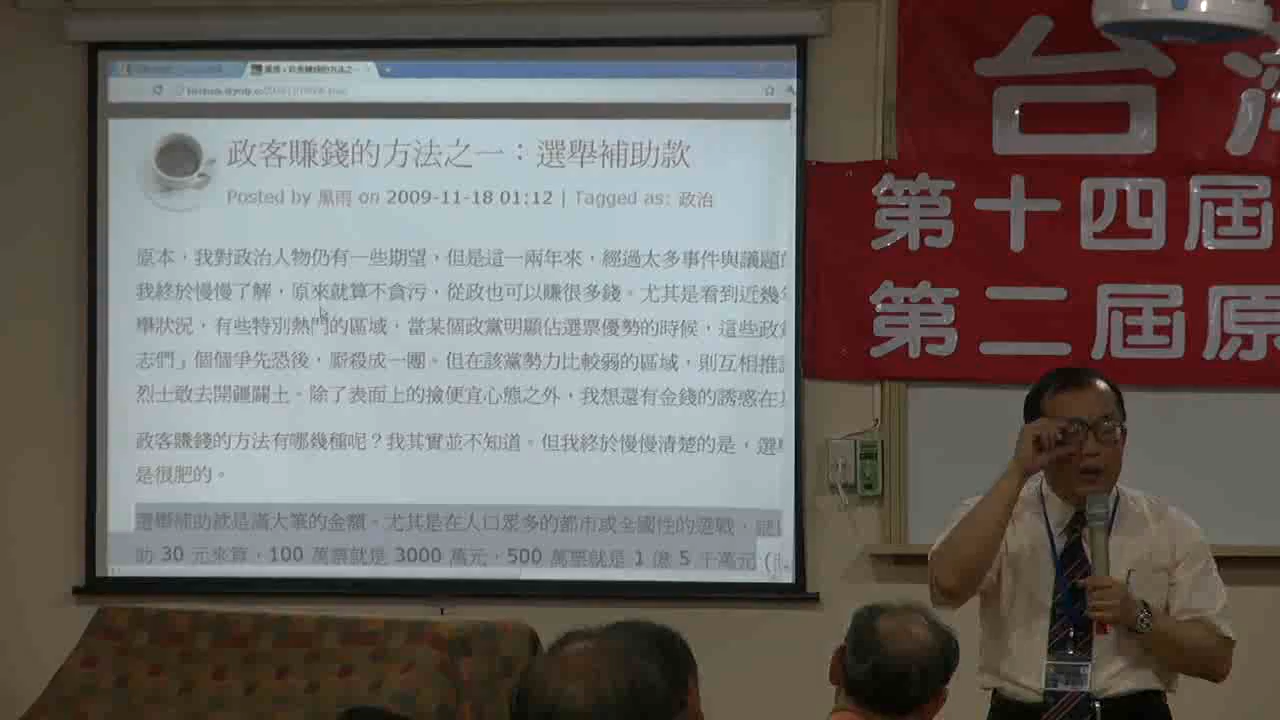 政客賺錢的方法之一：選舉補助款
Posted by 風雨 on 2009-11-18 01:12 | Tagged as: 政治
原本，我對政治人物仍有一些期望，但是這一兩年來，經過太多事件與議題
我終於慢慢了解，原來就算不貪污，從政也可以賺很多錢。尤其是看到近幾
舉狀況，有些特別熱門的區域，當某個政黨明顯佔選票優勢的時候，這些政
志們」個個爭先恐後，廝殺成一團。但在該黨勢力比較弱的區域，則互相推
烈士敢去開疆闢土。除了表面上的撿便宜心態之外，我想還有金錢的誘惑在
政客賺錢的方法有哪幾種呢？我其實並不知道。但我終於慢慢清楚的是，選
是很肥的。
選舉補助就是滿大筆的金額。尤其是在人口眾多的都市或全國性的選戰，
助 30 元來算，100 萬票就是 3000 萬元，500 萬票就是 1 億 5 千萬元
台灣
第十四屆
第二屆原